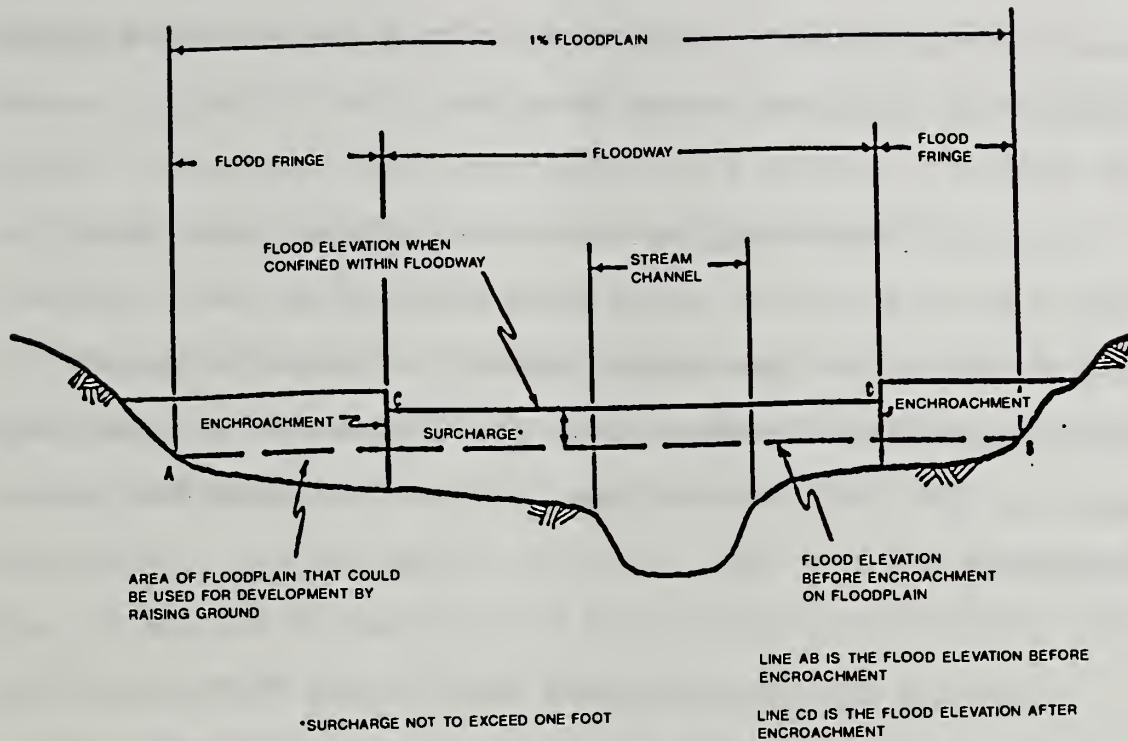 1% FLOODPLAIN
FLOOD FRINGE
FLOODWAY
FLOOD
FRINGE
FLOOD ELEVATION WHEN
CONFINED WITHIN FLOODWAY
STREAM
CHANNEL
C
D
ENCHROACHMENT
SURCHARGE*
ENCHROACHMENT
A
B
AREA OF FLOODPLAIN THAT COULD
BE USED FOR DEVELOPMENT BY
RAISING GROUND
FLOOD ELEVATION
BEFORE ENCROACHMENT
ON FLOODPLAIN
LINE AB IS THE FLOOD ELEVATION BEFORE
ENCROACHMENT
*SURCHARGE NOT TO EXCEED ONE FOOT
LINE CD IS THE FLOOD ELEVATION AFTER
ENCROACHMENT